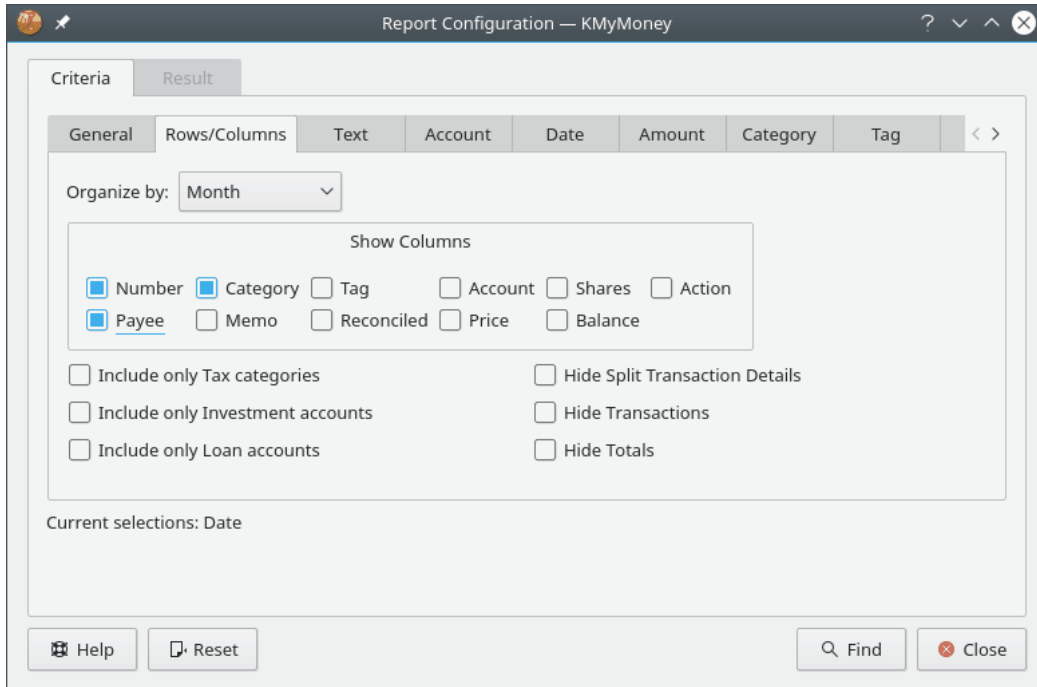 Report Configuration — KMyMoney
Criteria Result
General Rows/Columns Text Account Date Amount Category Tag
Organize by: Month
Show Columns
Number Category Tag Account Shares Action
Payee Memo Reconciled Price Balance
Include only Tax categories Hide Split Transaction Details
Include only Investment accounts Hide Transactions
Include only Loan accounts Hide Totals
Current selections: Date
Help Reset Find Close